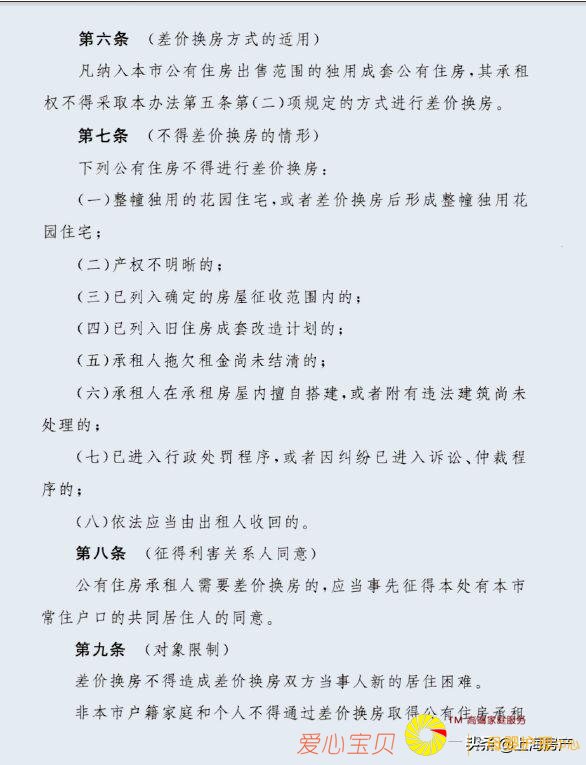 第六条 (差价换房方式的适用)
凡纳入本市公有住房出售范围的独用成套公有住房,其承租
权不得采取本办法第五条第(二)项规定的方式进行差价换房。
第七条 (不得差价换房的情形)
下列公有住房不得进行差价换房:
(一)整幢独用的花园住宅,或者差价换房后形成整幢独用花
园住宅;
(二)产权不明晰的;
(三)已列入确定的房屋征收范围内的;
(四)已列入旧住房成套改造计划的;
(五)承租人拖欠租金尚未结清的;
(六)承租人在承租房屋内擅自搭建,或者附有违法建筑尚未
处理的;
(七)已进入行政处罚程序,或者因纠纷已进入诉讼、仲裁程
序的;
(八)依法应当由出租人收回的。
第八条 (征得利害关系人同意)
公有住房承租人需要差价换房的,应当事先征得本处有本市
常住户口的共同居住人的同意。
第九条 (对象限制)
差价换房不得造成差价换房双方当事人新的居住困难。
非本市户籍家庭和个人不得通过差价换房取得公有住房承租
TM 高端家庭服务
爱心宝贝
头条@上海房产